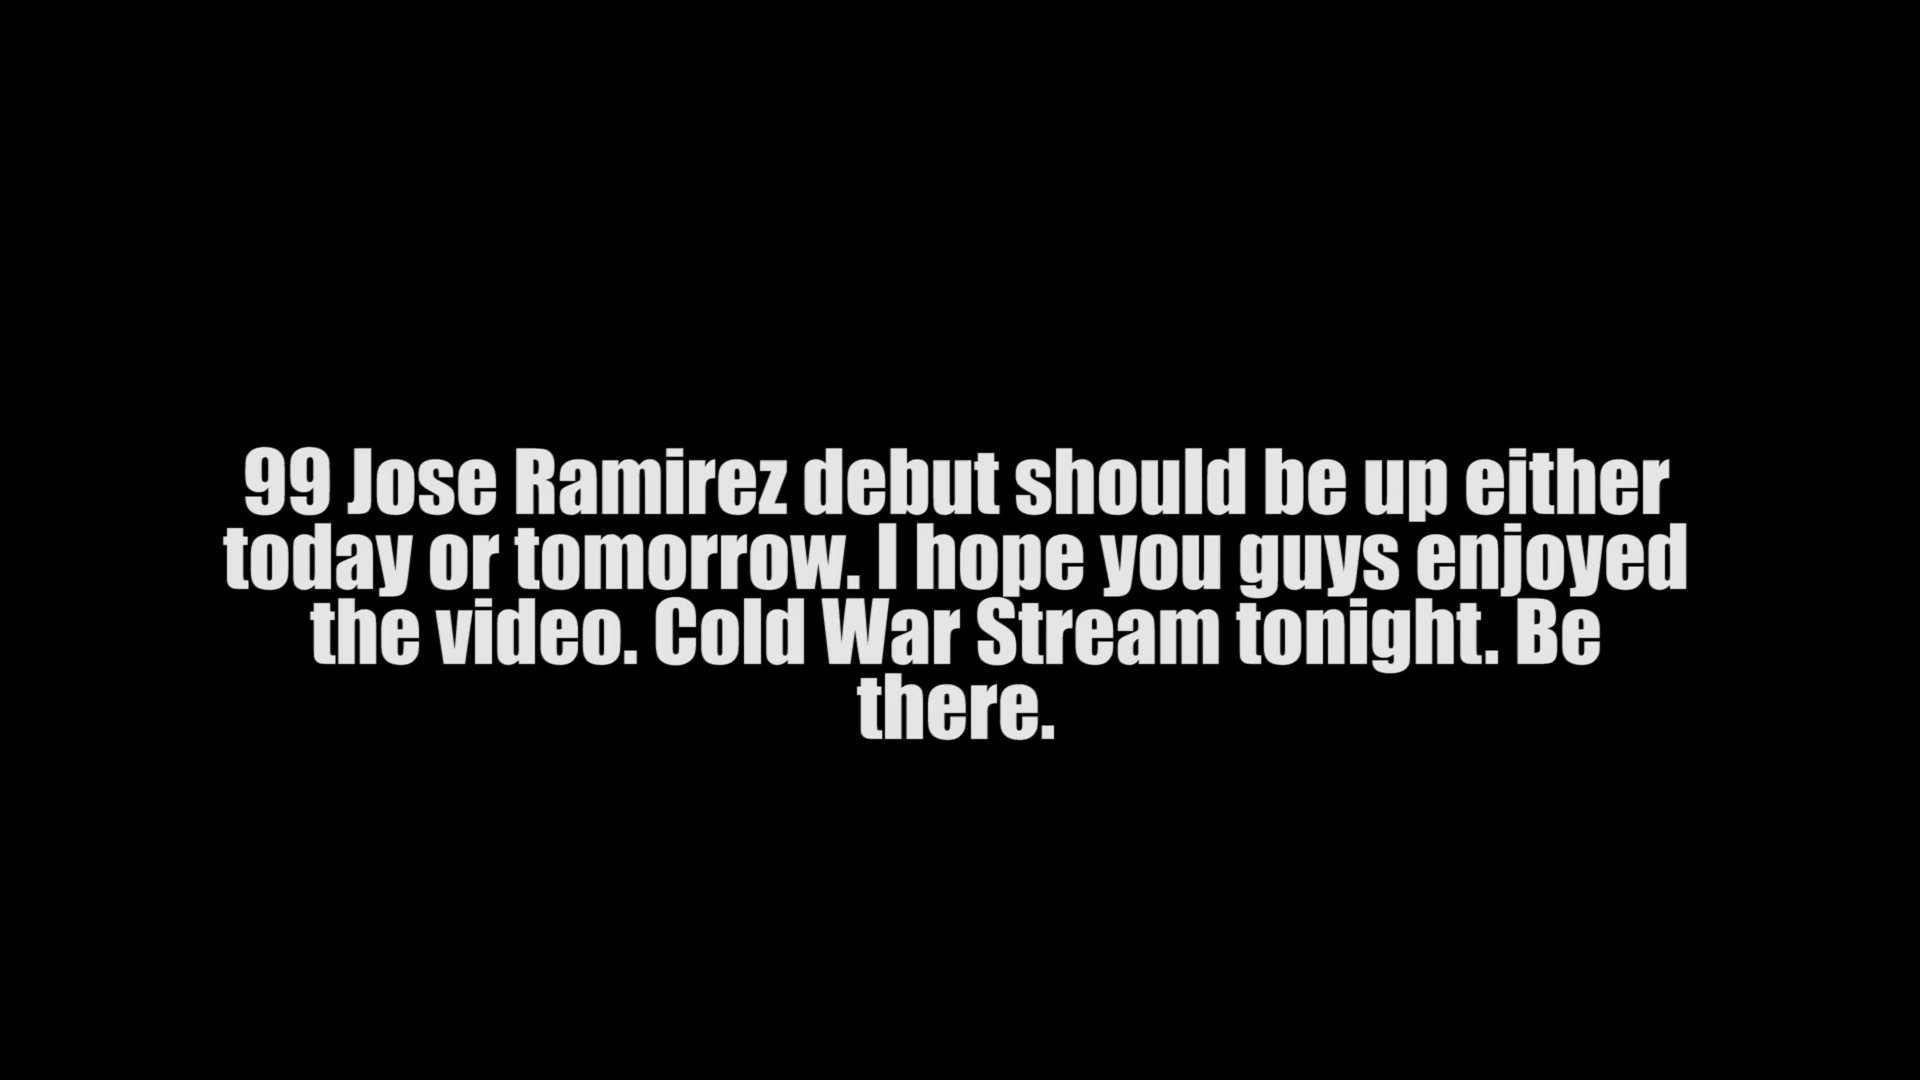 99 Jose Ramirez debut should be up either
today or tomorrow. I hope you guys enjoyed
the video. Cold War Stream tonight. Be
there.